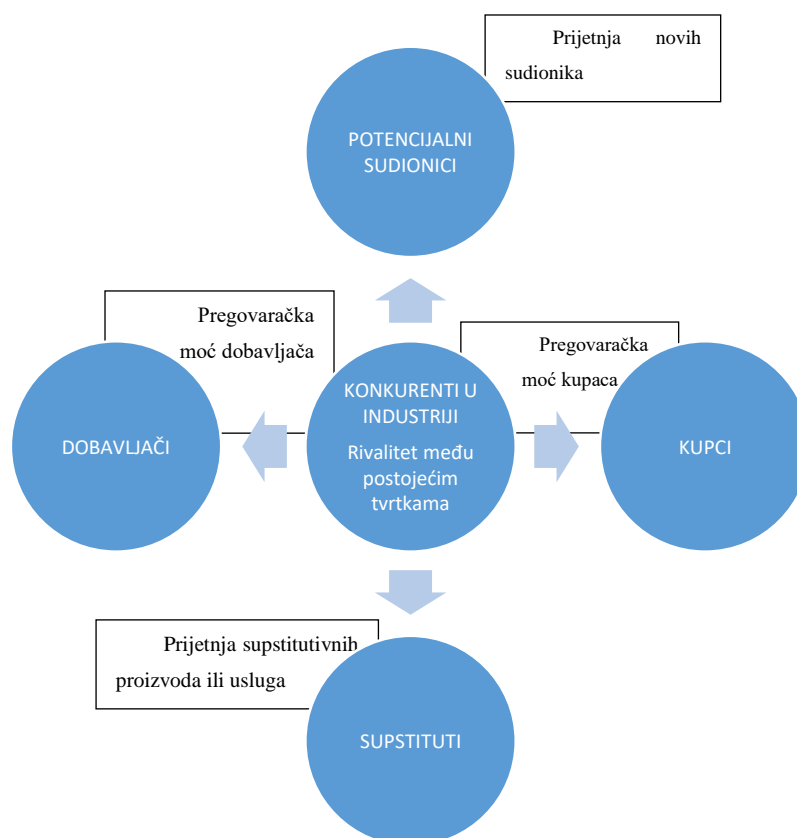 Prijetnja novih
sudionika
POTENCIJALNI
SUDIONICI
Pregovaračka
moć dobavljača
Pregovaračka
moć kupaca
DOBAVLJAČI
KONKURENTI U
INDUSTRIJI
Rivalitet među
postojećim
tvrtkama
KUPCI
Prijetnja supstitutivnih
proizvoda ili usluga
SUPSTITUTI